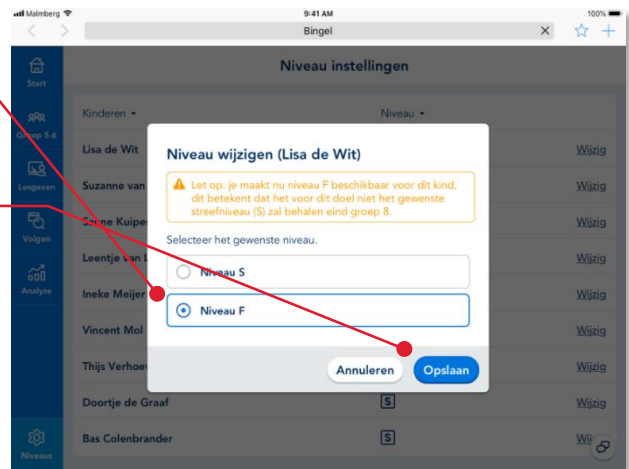 Malmberg 9:41 AM 100%
Bingel
Start
Niveau instellingen
Groep 5-6
Kinderen Niveau
Lisa de Wit Wijzig
Niveau wijzigen (Lisa de Wit)
Lesgeven
Suzanne van Wijzig
Let op: je maakt nu niveau F beschikbaar voor dit kind,
dit betekent dat het voor dit doel niet het gewenste
streefniveau (S) zal behalen eind groep 8.
Volgen
Kuipe Wijzig
Selecteer het gewenste niveau.
Leentje van Wijzig
Niveau S
Analyse
Ineke Meijer Wijzig
Niveau F
Vincent Mol Wijzig
Thijs Verhoe Wijzig
Annuleren Opslaan
Doortje de Graaf S Wijzig
Bas Colenbrander S Wij
Niveaus